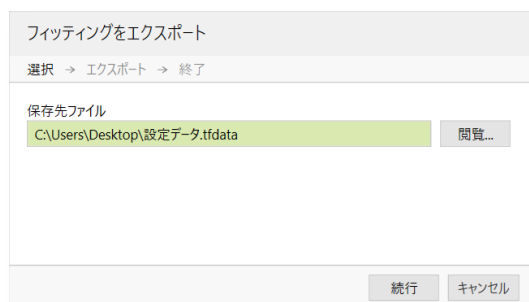 フィッティングをエクスポート
選択 → エクスポート → 終了
保存先ファイル
C:\Users\Desktop\設定データ.tfdata
閲覧...
続行 キャンセル